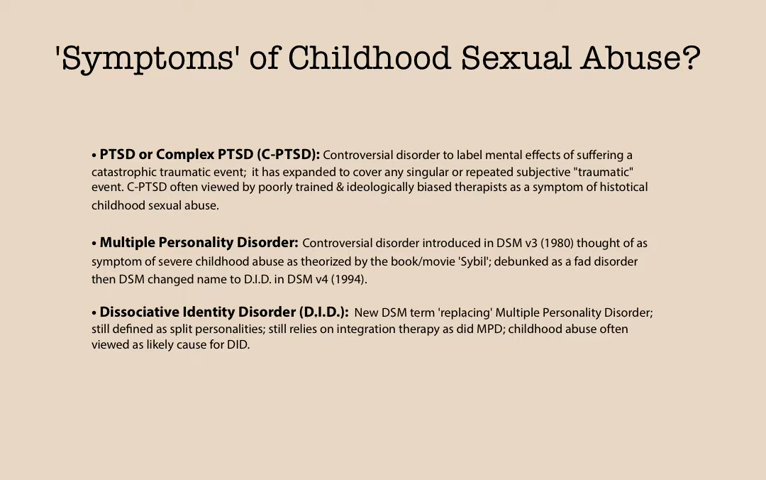 'Symptoms' of Childhood Sexual Abuse?
• PTSD or Complex PTSD (C-PTSD): Controversial disorder to label mental effects of suffering a
catastrophic traumatic event; it has expanded to cover any singular or repeated subjective "traumatic"
event. C-PTSD often viewed by poorly trained & ideologically biased therapists as a symptom of histotical
childhood sexual abuse.
• Multiple Personality Disorder: Controversial disorder introduced in DSM v3 (1980) thought of as
symptom of severe childhood abuse as theorized by the book/movie 'Sybil'; debunked as a fad disorder
then DSM changed name to D.I.D. in DSM v4 (1994).
• Dissociative Identity Disorder (D.I.D.): New DSM term 'replacing' Multiple Personality Disorder;
still defined as split personalities; still relies on integration therapy as did MPD; childhood abuse often
viewed as likely cause for DID.